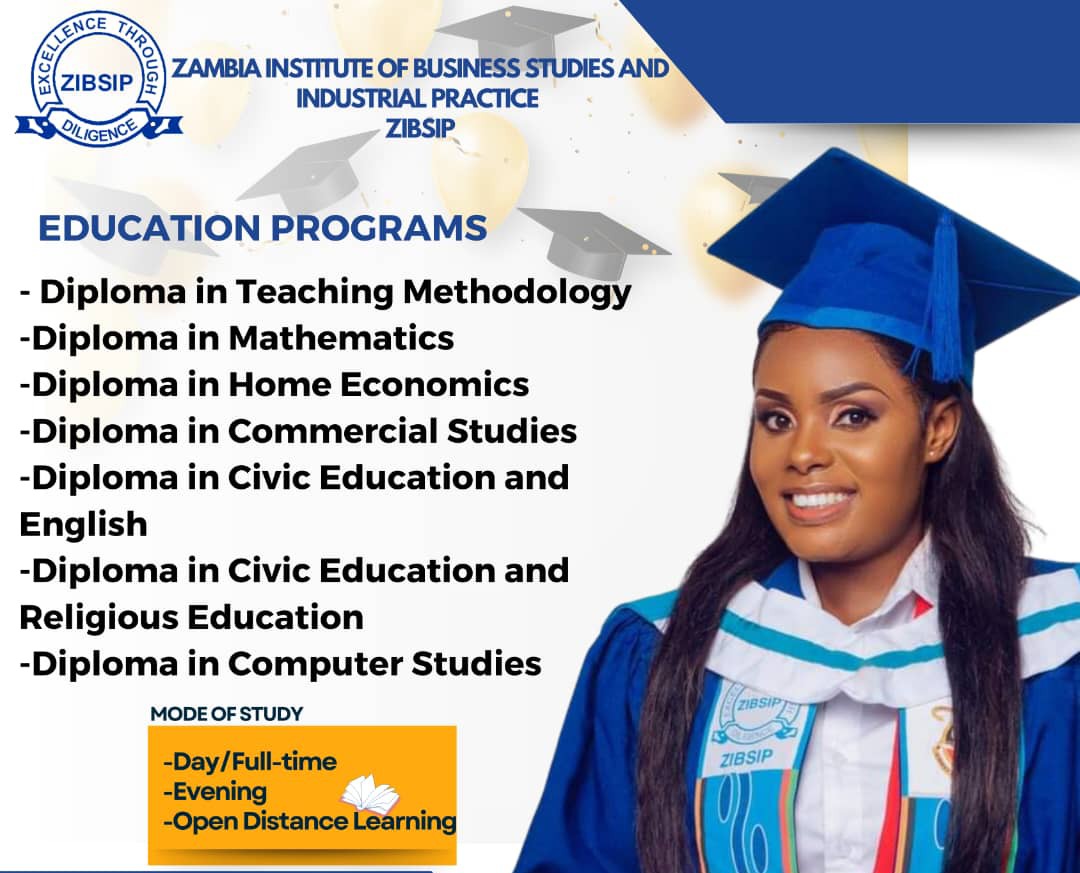 EXCELLENCE THROUGH
ZIBSIP
DILIGENCE
ZAMBIA INSTITUTE OF BUSINESS STUDIES AND
INDUSTRIAL PRACTICE
ZIBSIP
EDUCATION PROGRAMS
- Diploma in Teaching Methodology
-Diploma in Mathematics
-Diploma in Home Economics
-Diploma in Commercial Studies
-Diploma in Civic Education and
English
-Diploma in Civic Education and
Religious Education
-Diploma in Computer Studies
MODE OF STUDY
-Day/Full-time
-Evening
-Open Distance Learning
ZIBSIP
DILIGENCE
ZIBSIP